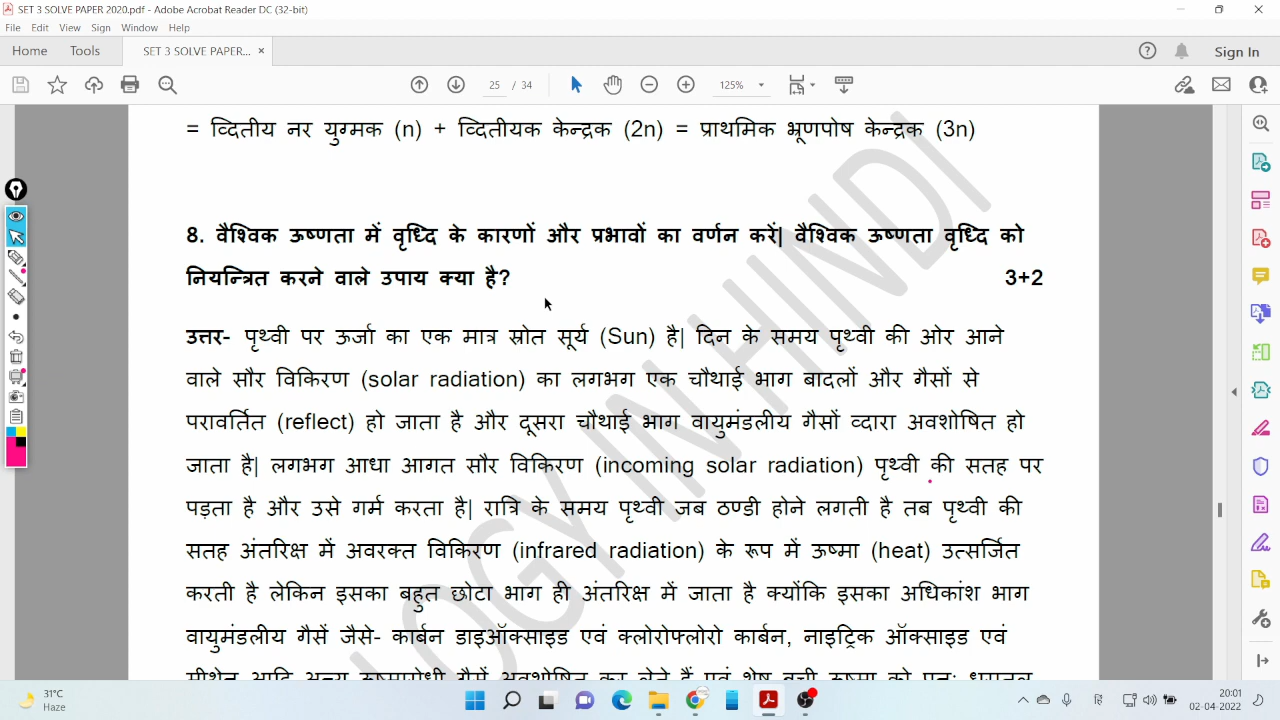 SET 3 SOLVE PAPER 2020.pdf - Adobe Acrobat Reader DC (32-bit)
File Edit View Sign Window Help
Home Tools SET 3 SOLVE PAPER... × Sign In
25 / 34 125%
= व्दितीय नर युग्मक (n) + व्दितीयक केन्द्रक (2n) = प्राथमिक भ्रूणपोष केन्द्रक (3n)
8. वैश्विक ऊष्णता में वृध्दि के कारणों और प्रभावों का वर्णन करें| वैश्विक ऊष्णता वृध्दि को
नियन्त्रित करने वाले उपाय क्या है? 3+2
उत्तर- पृथ्वी पर ऊर्जा का एक मात्र स्रोत सूर्य (Sun) है| दिन के समय पृथ्वी की ओर आने
वाले सौर विकिरण (solar radiation) का लगभग एक चौथाई भाग बादलों और गैसों से
परावर्तित (reflect) हो जाता है और दूसरा चौथाई भाग वायुमंडलीय गैसों व्दारा अवशोषित हो
जाता है| लगभग आधा आगत सौर विकिरण (incoming solar radiation) पृथ्वी की सतह पर
पड़ता है और उसे गर्म करता है| रात्रि के समय पृथ्वी जब ठण्डी होने लगती है तब पृथ्वी की
सतह अंतरिक्ष में अवरक्त विकिरण (infrared radiation) के रूप में ऊष्मा (heat) उत्सर्जित
करती है लेकिन इसका बहुत छोटा भाग ही अंतरिक्ष में जाता है क्योंकि इसका अधिकांश भाग
वायुमंडलीय गैसें जैसे- कार्बन डाइऑक्साइड एवं क्लोरोफ्लोरो कार्बन, नाइट्रिक ऑक्साइड एवं
LOGY IN HINDI
31°C
Haze
20:01
02-04-2022